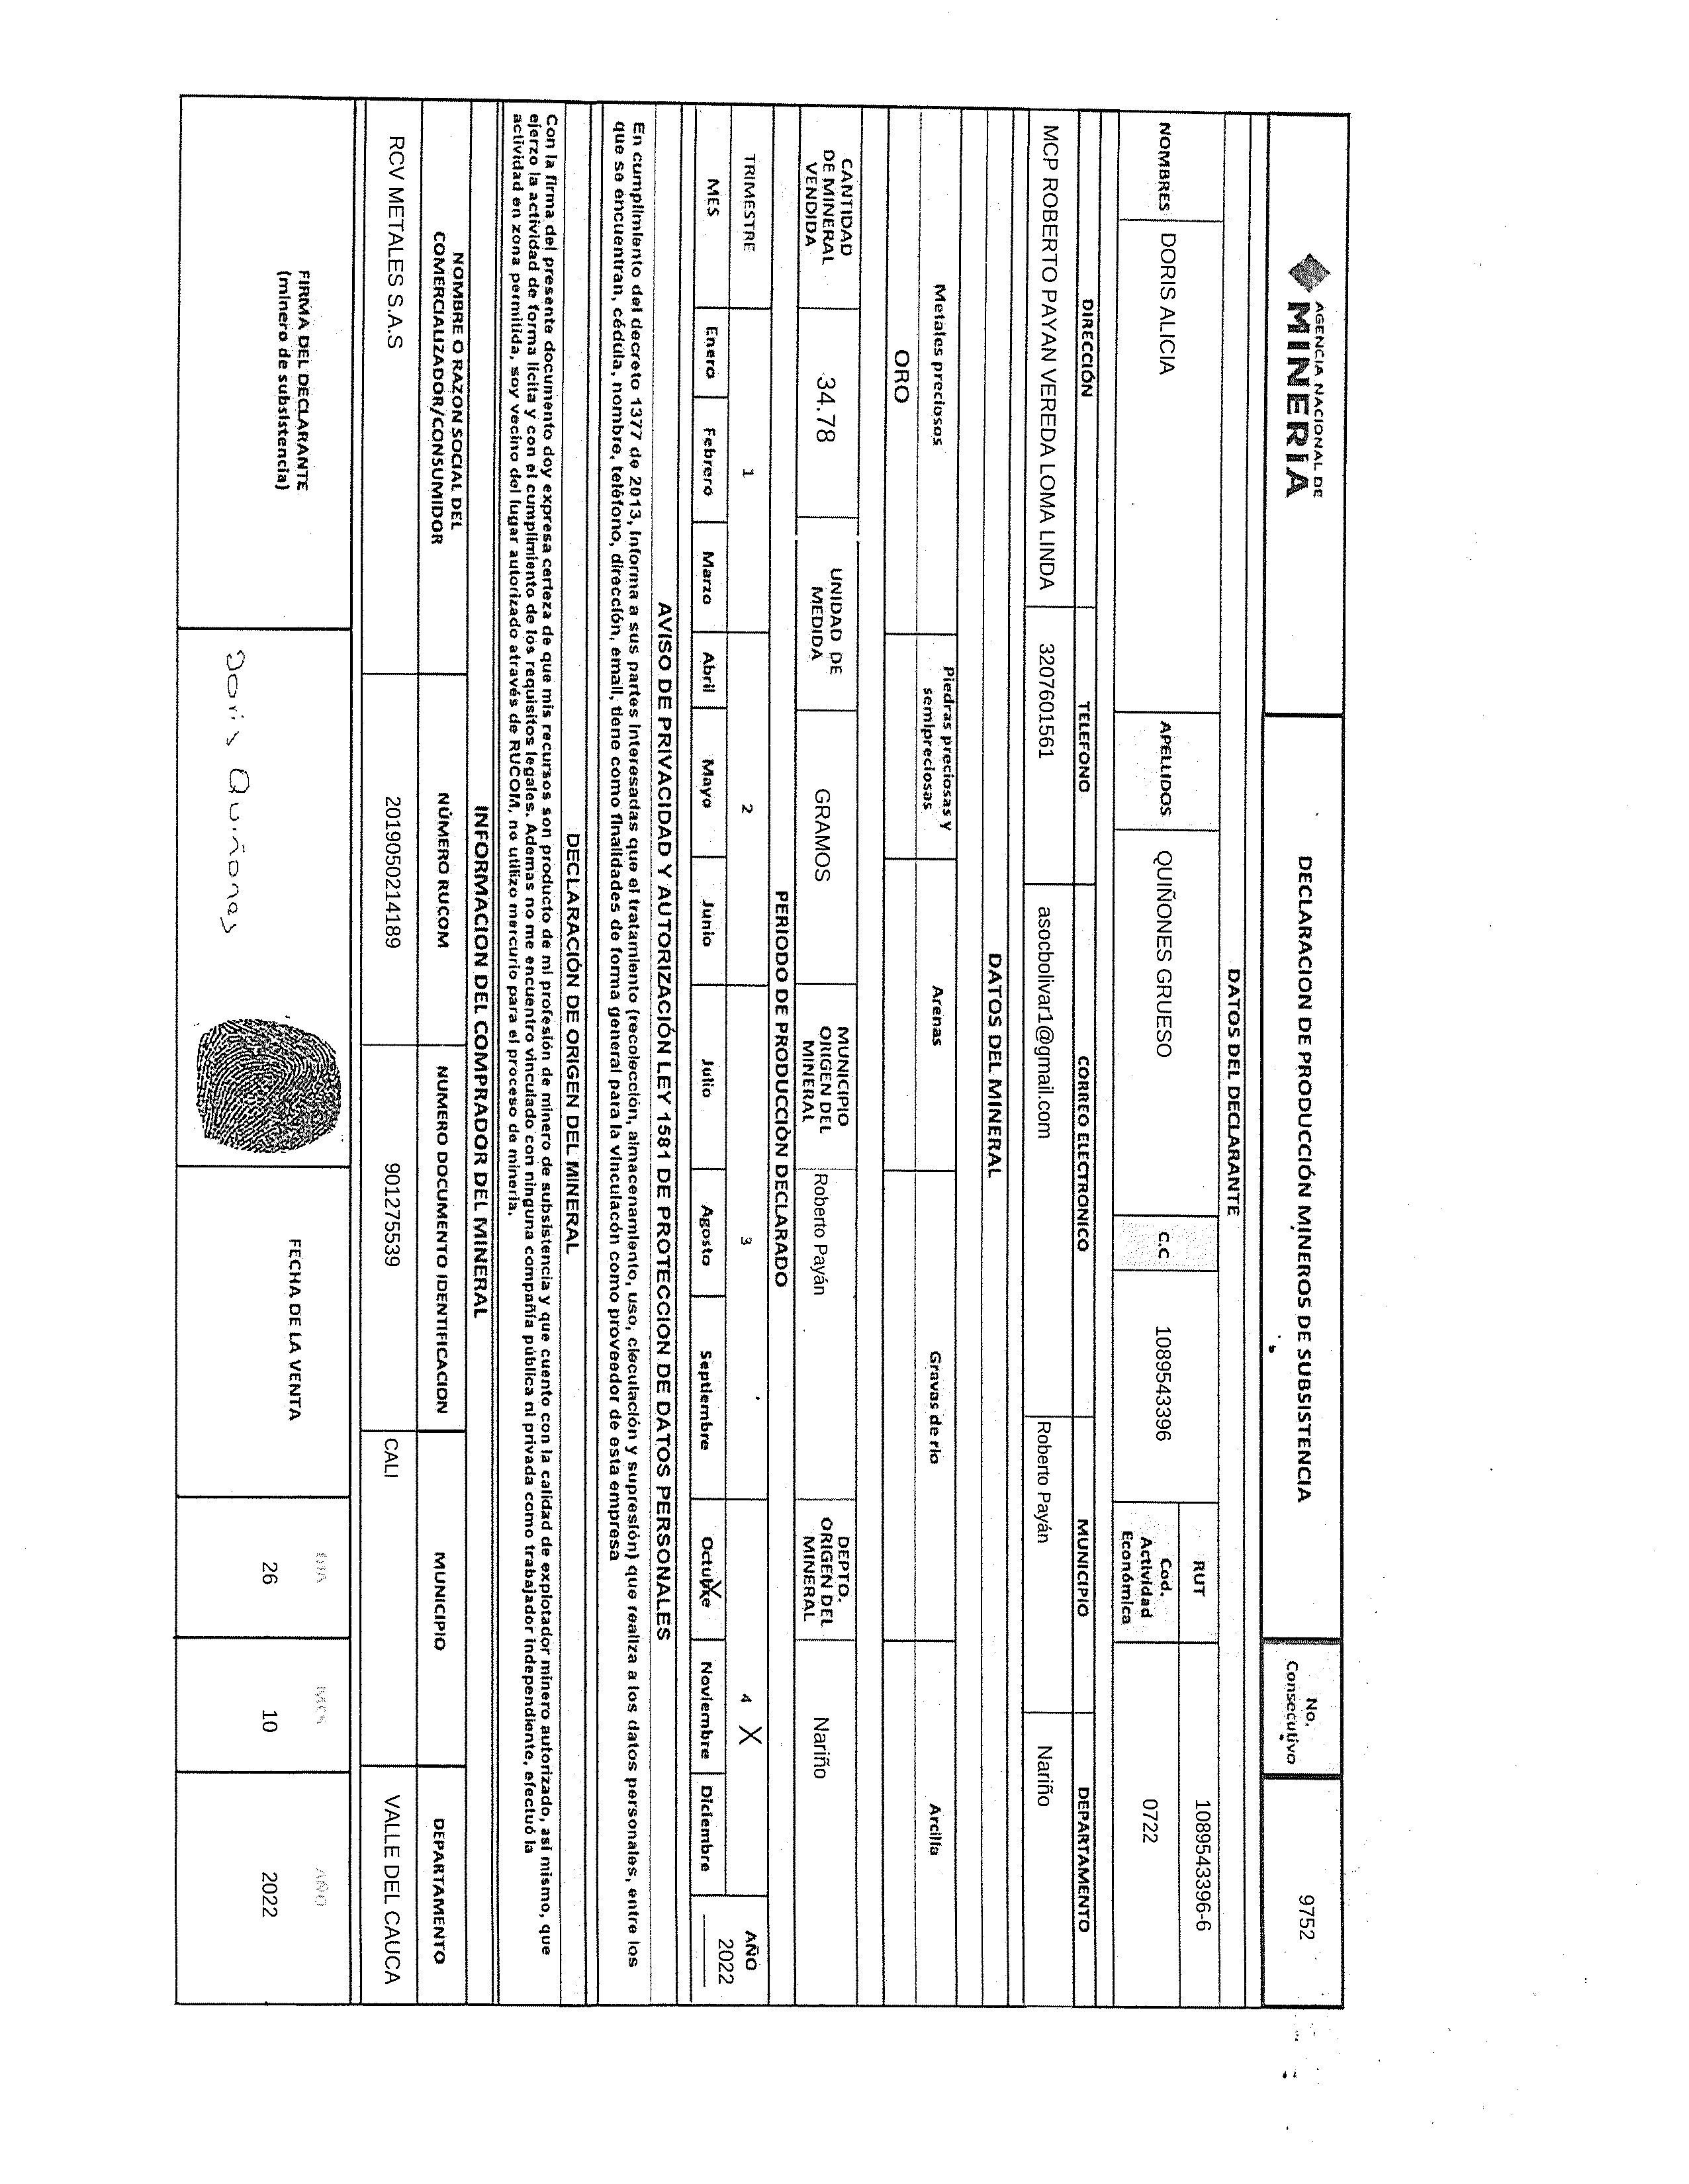 AGENCIA NACIONAL DE
MINERÍA
DECLARACION DE PRODUCCIÓN MINEROS DE SUBSISTENCIA
No.
Consecutivo
9752
DATOS DEL DECLARANTE
NOMBRES
DORIS ALICIA
APELLIDOS
QUIÑONES GRUESO
C.C
1089543396
RUT
1089543396-6
Cod.
Actividad
Económica
0722
DIRECCIÓN
TELEFONO
CORREO ELECTRONICO
MUNICIPIO
DEPARTAMENTO
MCP ROBERTO PAYAN VEREDA LOMA LINDA
3207601561
asocbolivar1@gmail.com
Roberto Payán
Nariño
DATOS DEL MINERAL
Metales preciosos
Piedras preciosas y
semipreciosas
Arenas
Gravas de rio
Arcilla
ORO
CANTIDAD
DE MINERAL
VENDIDA
34.78
UNIDAD DE
MEDIDA
GRAMOS
MUNICIPIO
ORIGEN DEL
MINERAL
Roberto Payán
DEPTO.
ORIGEN DEL
MINERAL
Nariño
PERIODO DE PRODUCCIÓN DECLARADO
TRIMESTRE
1
2
3
4 X
AÑO
2022
MES
Enero
Febrero
Marzo
Abril
Mayo
Junio
Julio
Agosto
Septiembre
Octubre X
Noviembre
Diciembre
AVISO DE PRIVACIDAD Y AUTORIZACIÓN LEY 1581 DE PROTECCION DE DATOS PERSONALES
En cumplimiento del decreto 1377 de 2013, Informa a sus partes interesadas que el tratamiento (recolección, almacenamiento, uso, cieculación y supresión) que realiza a los datos personales, entre los
que se encuentran, cédula, nombre, teléfono, dirección, email, tiene como finalidades de forma general para la vinculacón como proveedor de esta empresa
DECLARACIÓN DE ORIGEN DEL MINERAL
Con la firma del presente documento doy expresa certeza de que mis recursos son producto de mi profesión de minero de subsistencia y que cuento con la calidad de explotador minero autorizado, así mismo, que
ejerzo la actividad de forma licita y con el cumplimiento de los requisitos legales. Ademas no me encuentro vinculado con ninguna compañía pública ni privada como trabajador independiente, efectuó la
actividad en zona permitida, soy vecino del lugar autorizado através de RUCOM, no utilizo mercurio para el proceso de mineria.
INFORMACION DEL COMPRADOR DEL MINERAL
NOMBRE O RAZON SOCIAL DEL
COMERCIALIZADOR/CONSUMIDOR
NÚMERO RUCOM
NUMERO DOCUMENTO IDENTIFICACION
MUNICIPIO
DEPARTAMENTO
RCV METALES S.A.S
2019050214189
901275539
CALI
VALLE DEL CAUCA
FIRMA DEL DECLARANTE
(minero de subsistencia)
Doris Quiñones
FECHA DE LA VENTA
DIA
MES
AÑO
26
10
2022